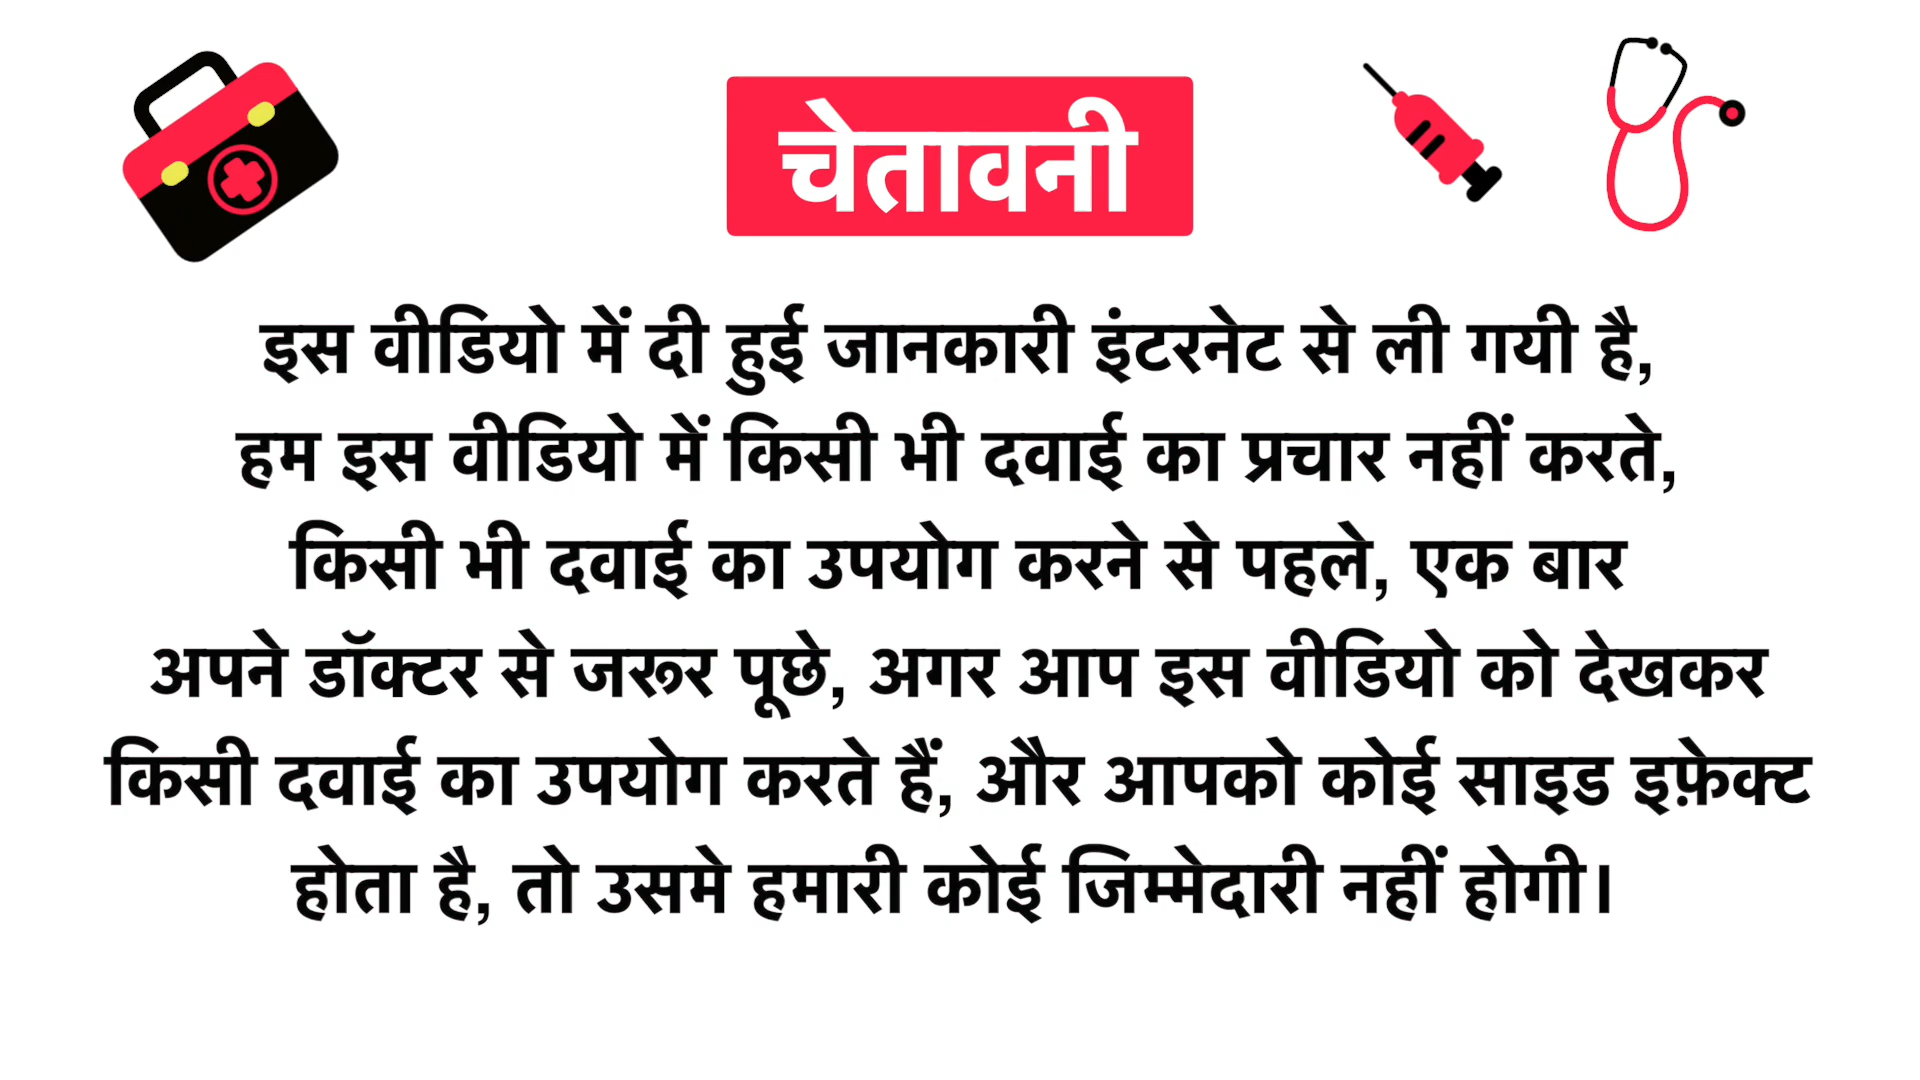 चेतावनी
इस वीडियो में दी हुई जानकारी इंटरनेट से ली गयी है,
हम इस वीडियो में किसी भी दवाई का प्रचार नहीं करते,
किसी भी दवाई का उपयोग करने से पहले, एक बार
अपने डॉक्टर से जरूर पूछे, अगर आप इस वीडियो को देखकर
किसी दवाई का उपयोग करते हैं, और आपको कोई साइड इफ़ेक्ट
होता है, तो उसमे हमारी कोई जिम्मेदारी नहीं होगी।